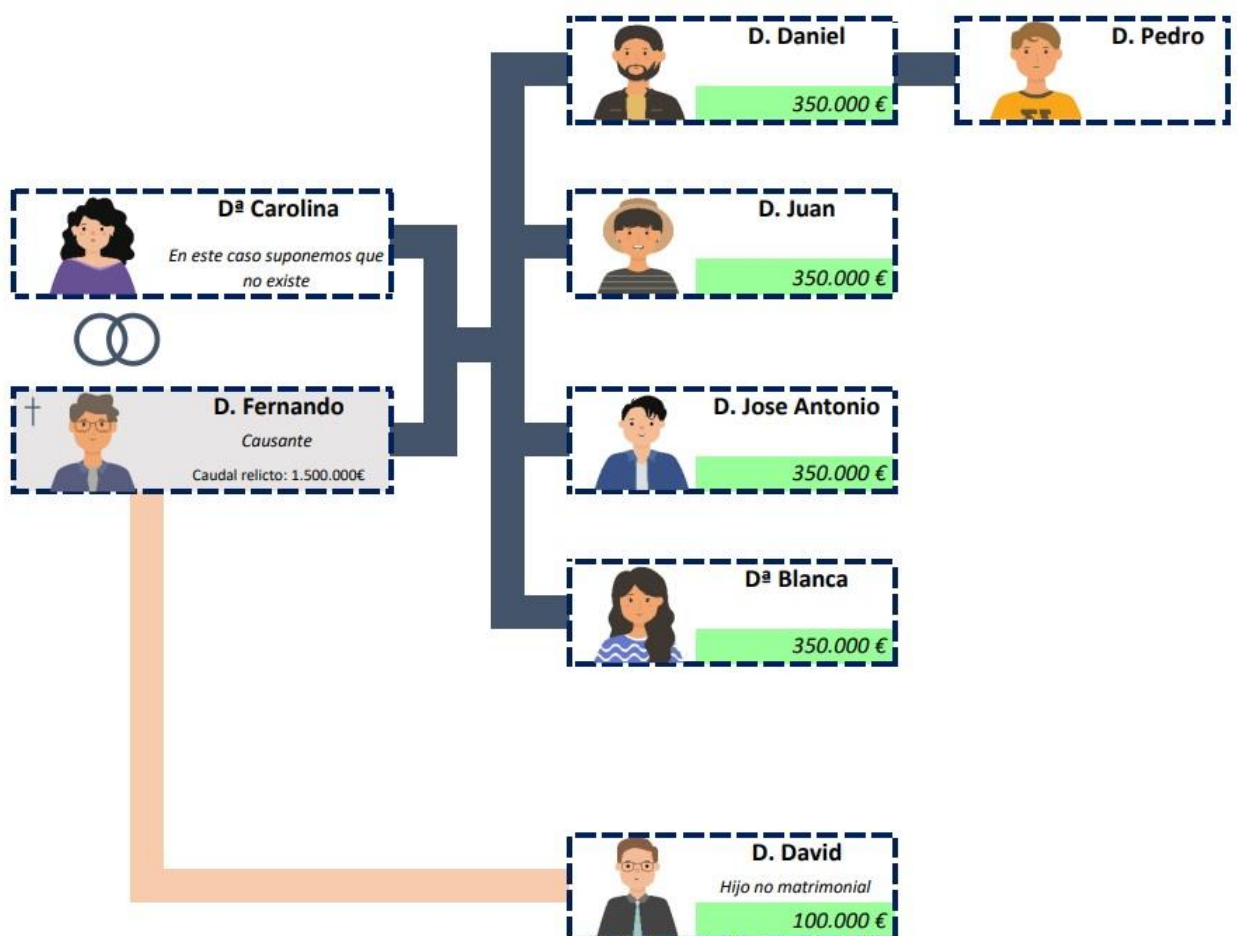 D. Daniel
350.000 €
D. Pedro
Dª Carolina
En este caso suponemos que
no existe
D. Juan
350.000 €
D. Fernando
Causante
Caudal relicto: 1.500.000€
D. Jose Antonio
350.000 €
Dª Blanca
350.000 €
D. David
Hijo no matrimonial
100.000 €